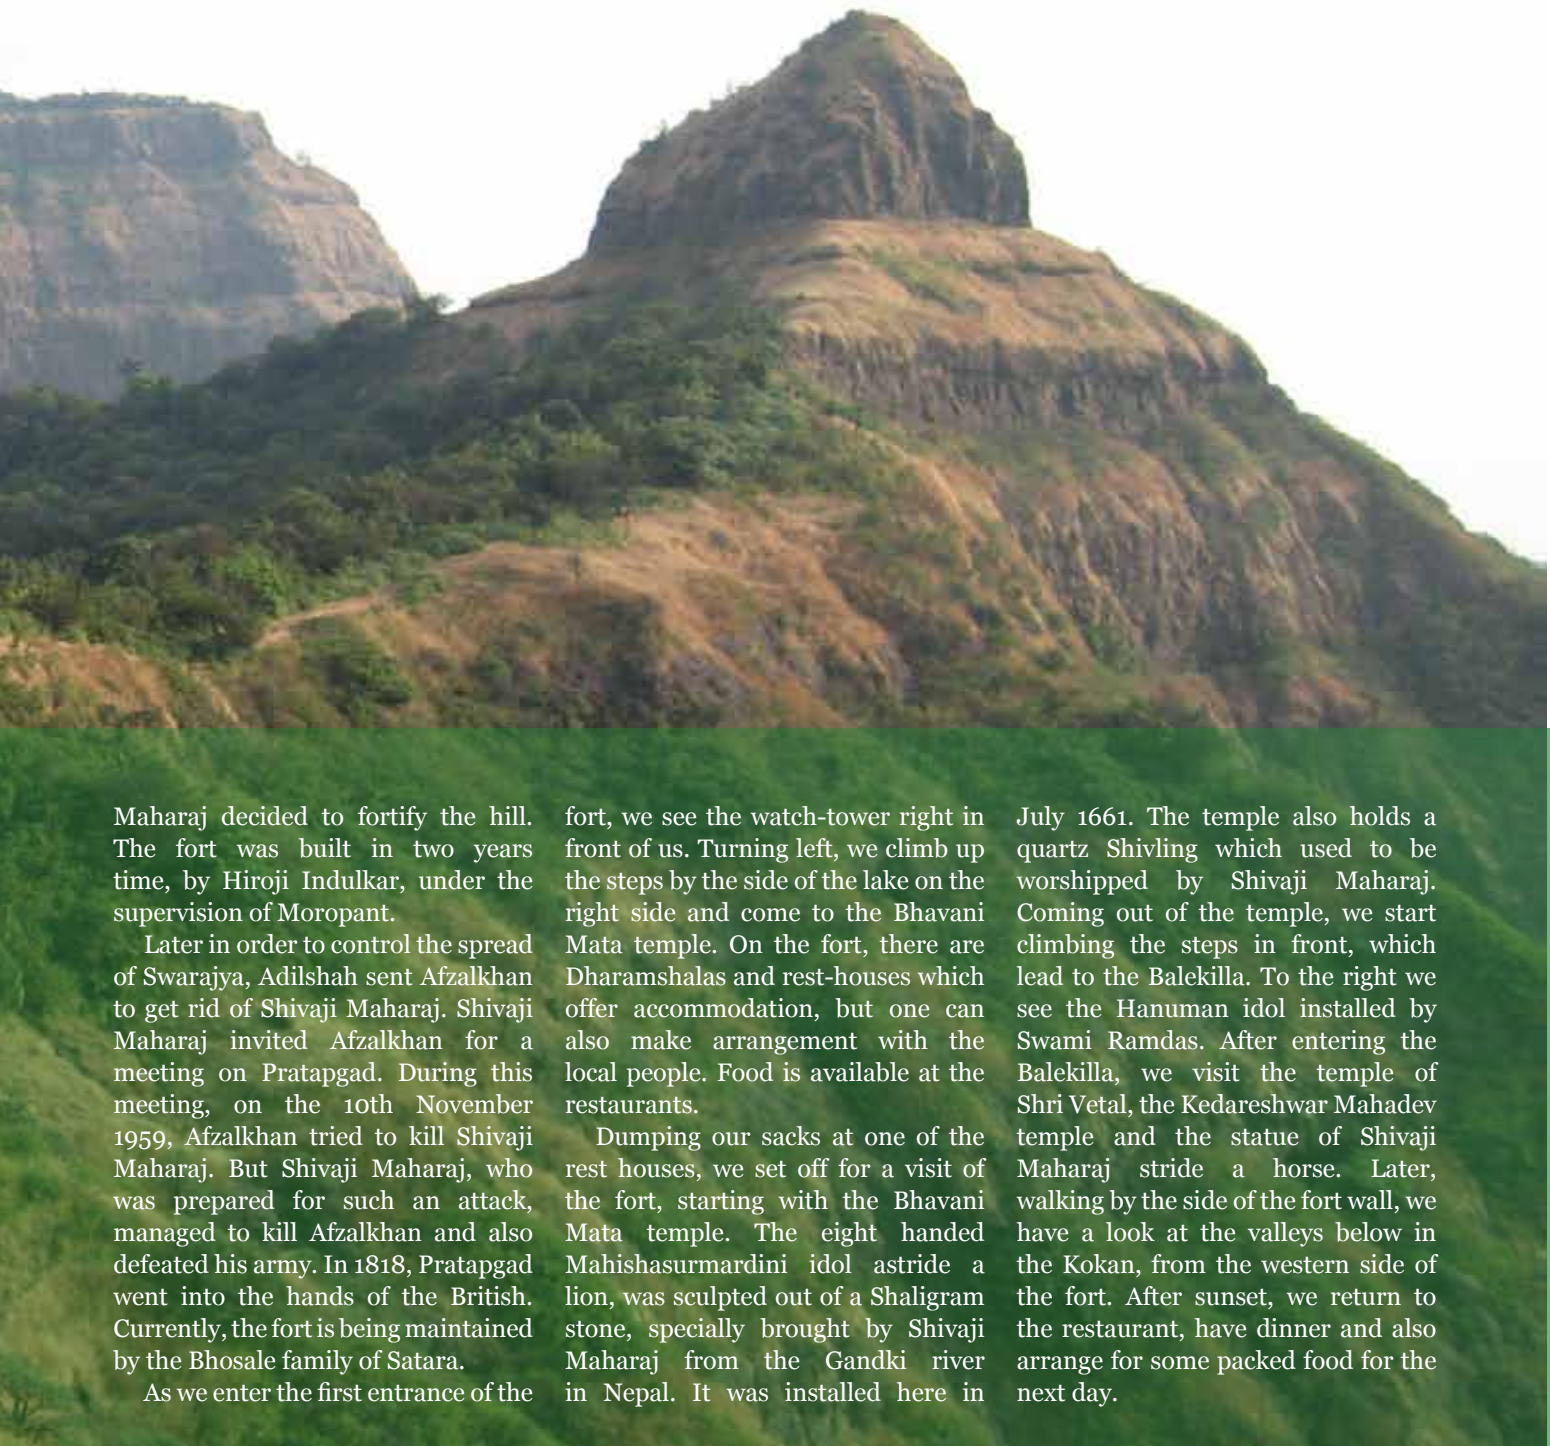 Maharaj decided to fortify the hill.
The fort was built in two years
time, by Hiroji Indulkar, under the
supervision of Moropant.
Later in order to control the spread
of Swarajya, Adilshah sent Afzalkhan
to get rid of Shivaji Maharaj. Shivaji
Maharaj invited Afzalkhan for a
meeting on Pratapgad. During this
meeting, on the 10th November
1959, Afzalkhan tried to kill Shivaji
Maharaj. But Shivaji Maharaj, who
was prepared for such an attack,
managed to kill Afzalkhan and also
defeated his army. In 1818, Pratapgad
went into the hands of the British.
Currently, the fort is being maintained
by the Bhosale family of Satara.
As we enter the first entrance of the
fort, we see the watch-tower right in
front of us. Turning left, we climb up
the steps by the side of the lake on the
right side and come to the Bhavani
Mata temple. On the fort, there are
Dharamshalas and rest-houses which
offer accommodation, but one can
also make arrangement with the
local people. Food is available at the
restaurants.
Dumping our sacks at one of the
rest houses, we set off for a visit of
the fort, starting with the Bhavani
Mata temple. The eight handed
Mahishasurmardini idol astride a
lion, was sculpted out of a Shaligram
stone, specially brought by Shivaji
Maharaj from the Gandki river
in Nepal. It was installed here in
July 1661. The temple also holds a
quartz Shivling which used to be
worshipped by Shivaji Maharaj.
Coming out of the temple, we start
climbing the steps in front, which
lead to the Balekilla. To the right we
see the Hanuman idol installed by
Swami Ramdas. After entering the
Balekilla, we visit the temple of
Shri Vetal, the Kedareshwar Mahadev
temple and the statue of Shivaji
Maharaj stride a horse. Later,
walking by the side of the fort wall, we
have a look at the valleys below in
the Kokan, from the western side of
the fort. After sunset, we return to
the restaurant, have dinner and also
arrange for some packed food for the
next day.